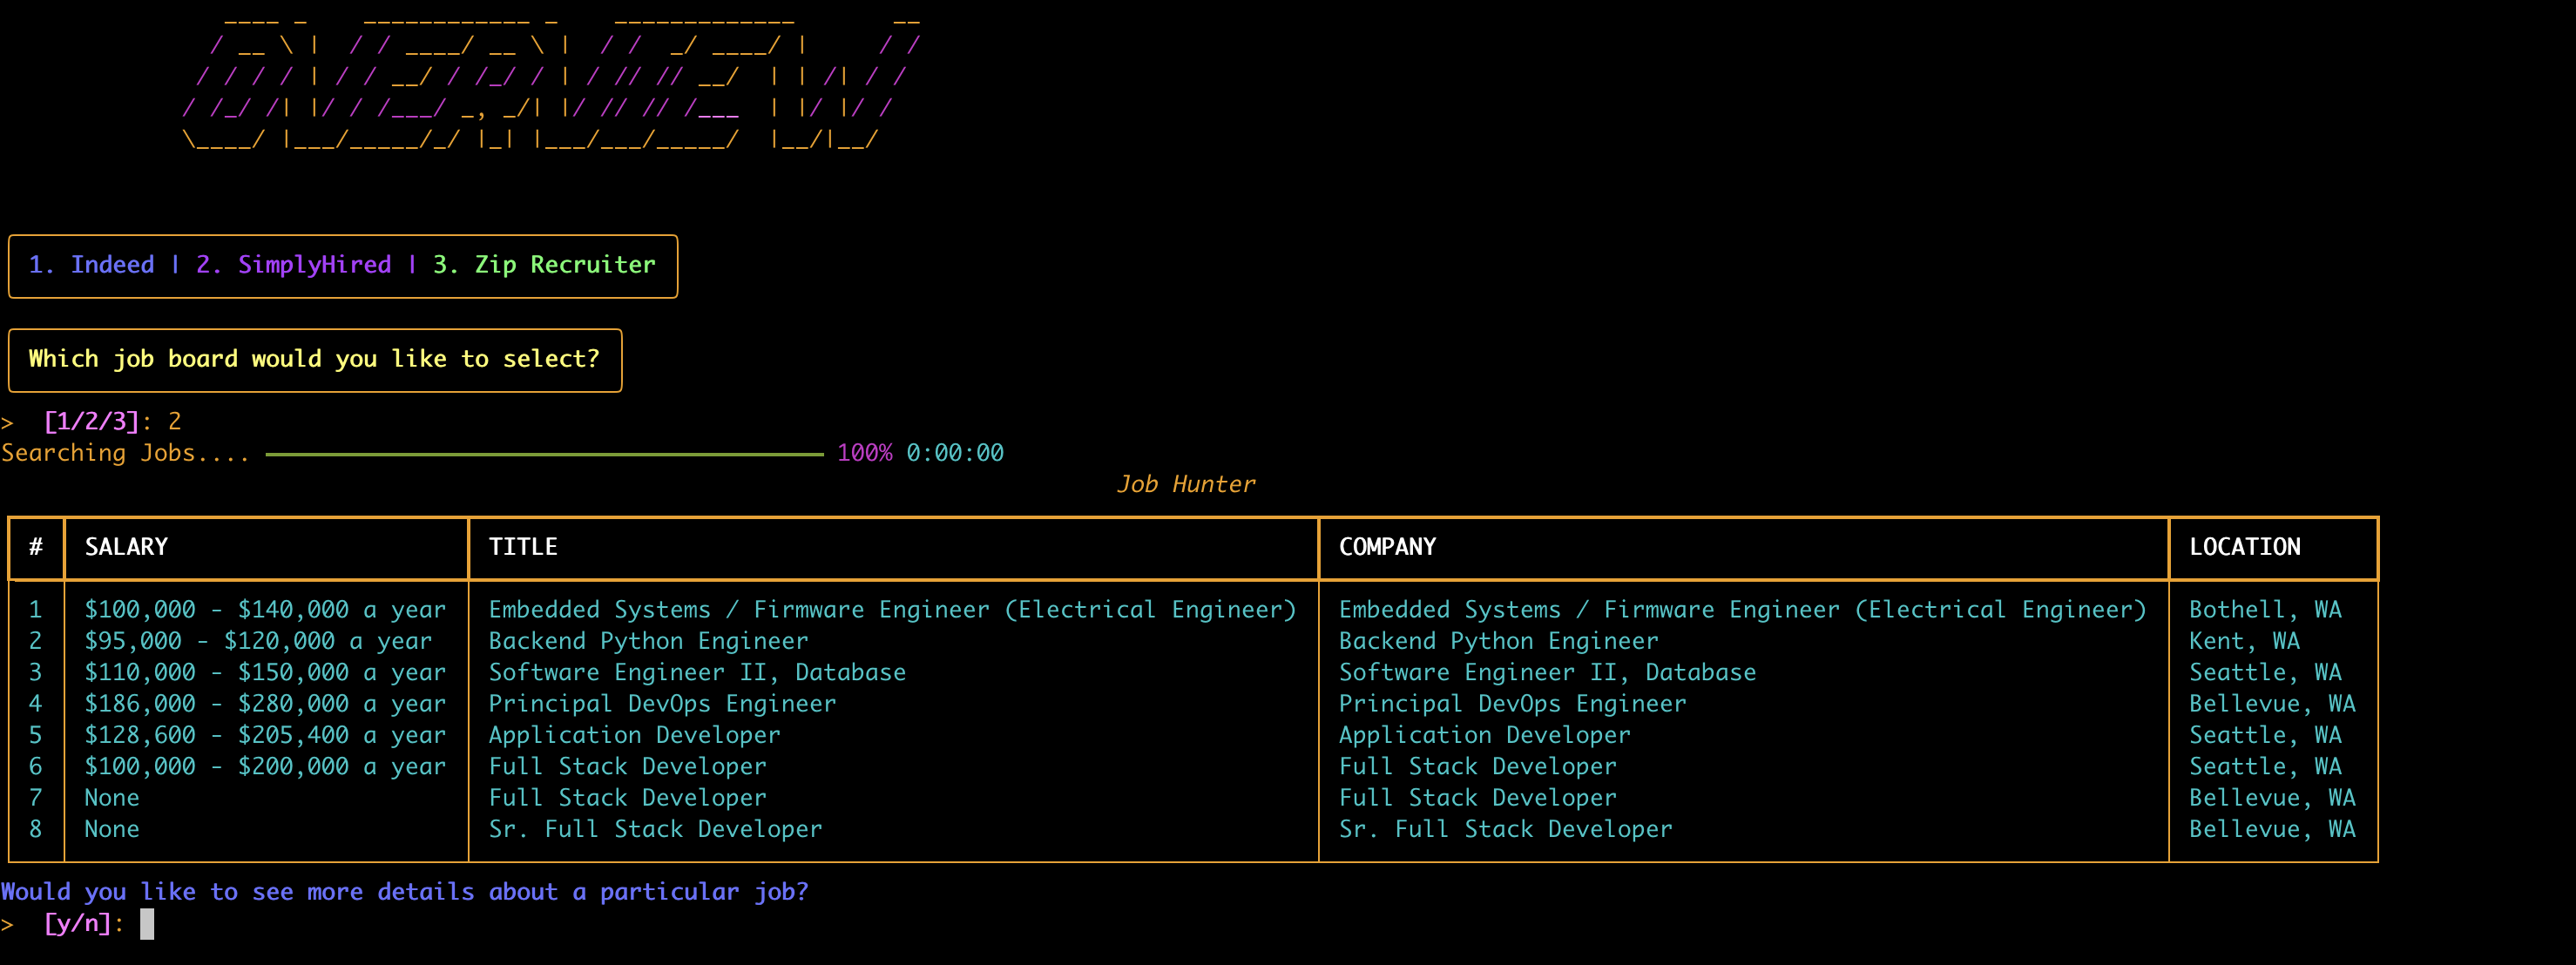 OVERVIEW
1. Indeed | 2. SimplyHired | 3. Zip Recruiter
Which job board would you like to select?
> [1/2/3]: 2
Searching Jobs.... 100% 0:00:00
Job Hunter
# SALARY TITLE COMPANY LOCATION
1 $100,000 - $140,000 a year Embedded Systems / Firmware Engineer (Electrical Engineer) Embedded Systems / Firmware Engineer (Electrical Engineer) Bothell, WA
2 $95,000 - $120,000 a year Backend Python Engineer Backend Python Engineer Kent, WA
3 $110,000 - $150,000 a year Software Engineer II, Database Software Engineer II, Database Seattle, WA
4 $186,000 - $280,000 a year Principal DevOps Engineer Principal DevOps Engineer Bellevue, WA
5 $128,600 - $205,400 a year Application Developer Application Developer Seattle, WA
6 $100,000 - $200,000 a year Full Stack Developer Full Stack Developer Seattle, WA
7 None Full Stack Developer Full Stack Developer Bellevue, WA
8 None Sr. Full Stack Developer Sr. Full Stack Developer Bellevue, WA
Would you like to see more details about a particular job?
> [y/n]: